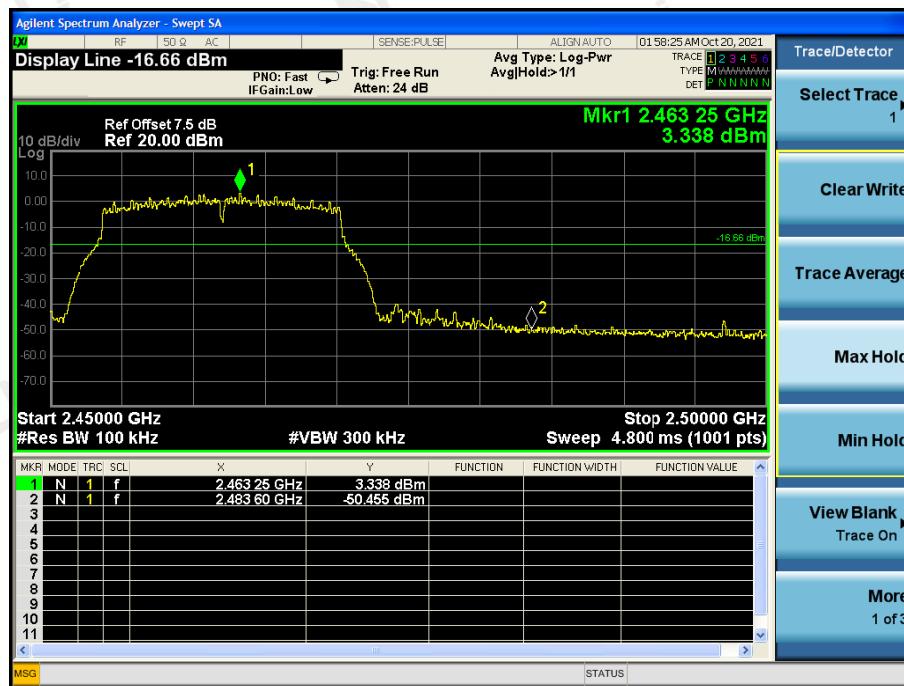 Agilent Spectrum Analyzer - Swept SA
LXI RF 50 Ω AC SENSE:PULSE ALIGN AUTO 01:58:25 AM Oct 20, 2021
Display Line -16.66 dBm
PNO: Fast
IFGain:Low
Trig: Free Run
Atten: 24 dB
Avg Type: Log-Pwr
Avg|Hold:>1/1
TRACE 1 2 3 4 5 6
TYPE M WWWWW
DET P N N N N N
Mkr1 2.463 25 GHz
3.338 dBm
Ref Offset 7.5 dB
10 dB/div Ref 20.00 dBm
Log
10.0
0.00
-10.0
-20.0
-30.0
-40.0
-50.0
-60.0
-70.0
1
-16.66 dBm
2
Start 2.45000 GHz Stop 2.50000 GHz
#Res BW 100 kHz #VBW 300 kHz Sweep 4.800 ms (1001 pts)
MKR MODE TRC SCL X Y FUNCTION FUNCTION WIDTH FUNCTION VALUE
1 N 1 f 2.463 25 GHz 3.338 dBm
2 N 1 f 2.483 60 GHz -50.455 dBm
3
4
5
6
7
8
9
10
11
MSG STATUS
Trace/Detector
Select Trace
1
Clear Write
Trace Average
Max Hold
Min Hold
View Blank
Trace On
More
1 of 3